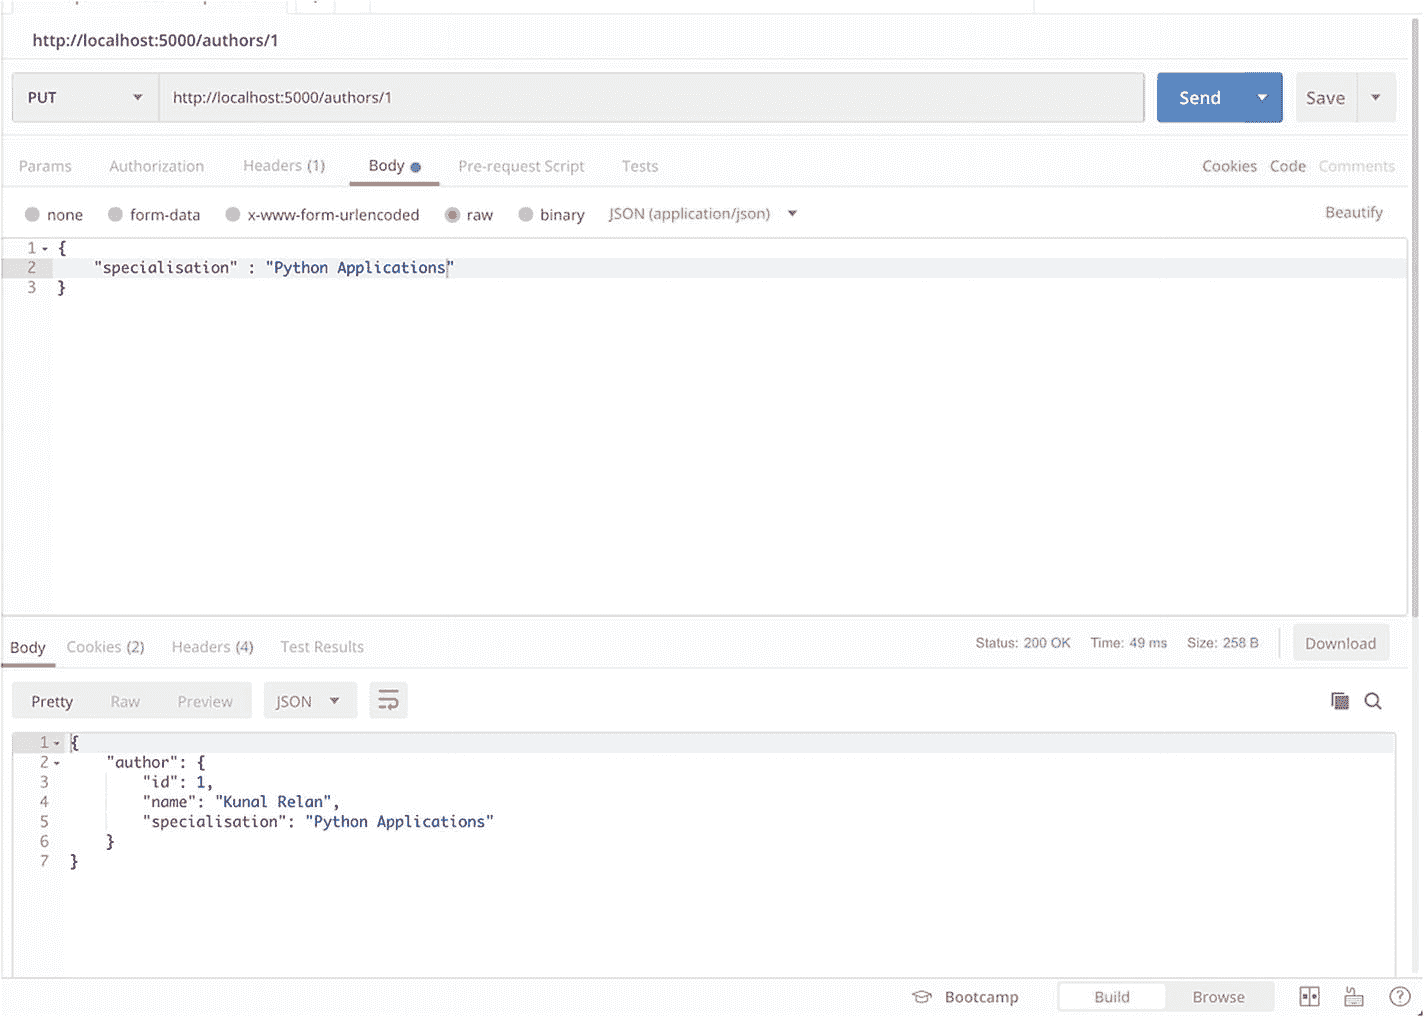 http://localhost:5000/authors/1
PUT http://localhost:5000/authors/1 Send Save
Params Authorization Headers (1) Body Pre-request Script Tests Cookies Code Comments
none form-data x-www-form-urlencoded raw binary JSON (application/json) Beautify
1 {
2 "specialisation" : "Python Applications"
3 }
Body Cookies (2) Headers (4) Test Results Status: 200 OK Time: 49 ms Size: 258 B Download
Pretty Raw Preview JSON
1 {
2 "author": {
3 "id": 1,
4 "name": "Kunal Relan",
5 "specialisation": "Python Applications"
6 }
7 }
Bootcamp Build Browse ?